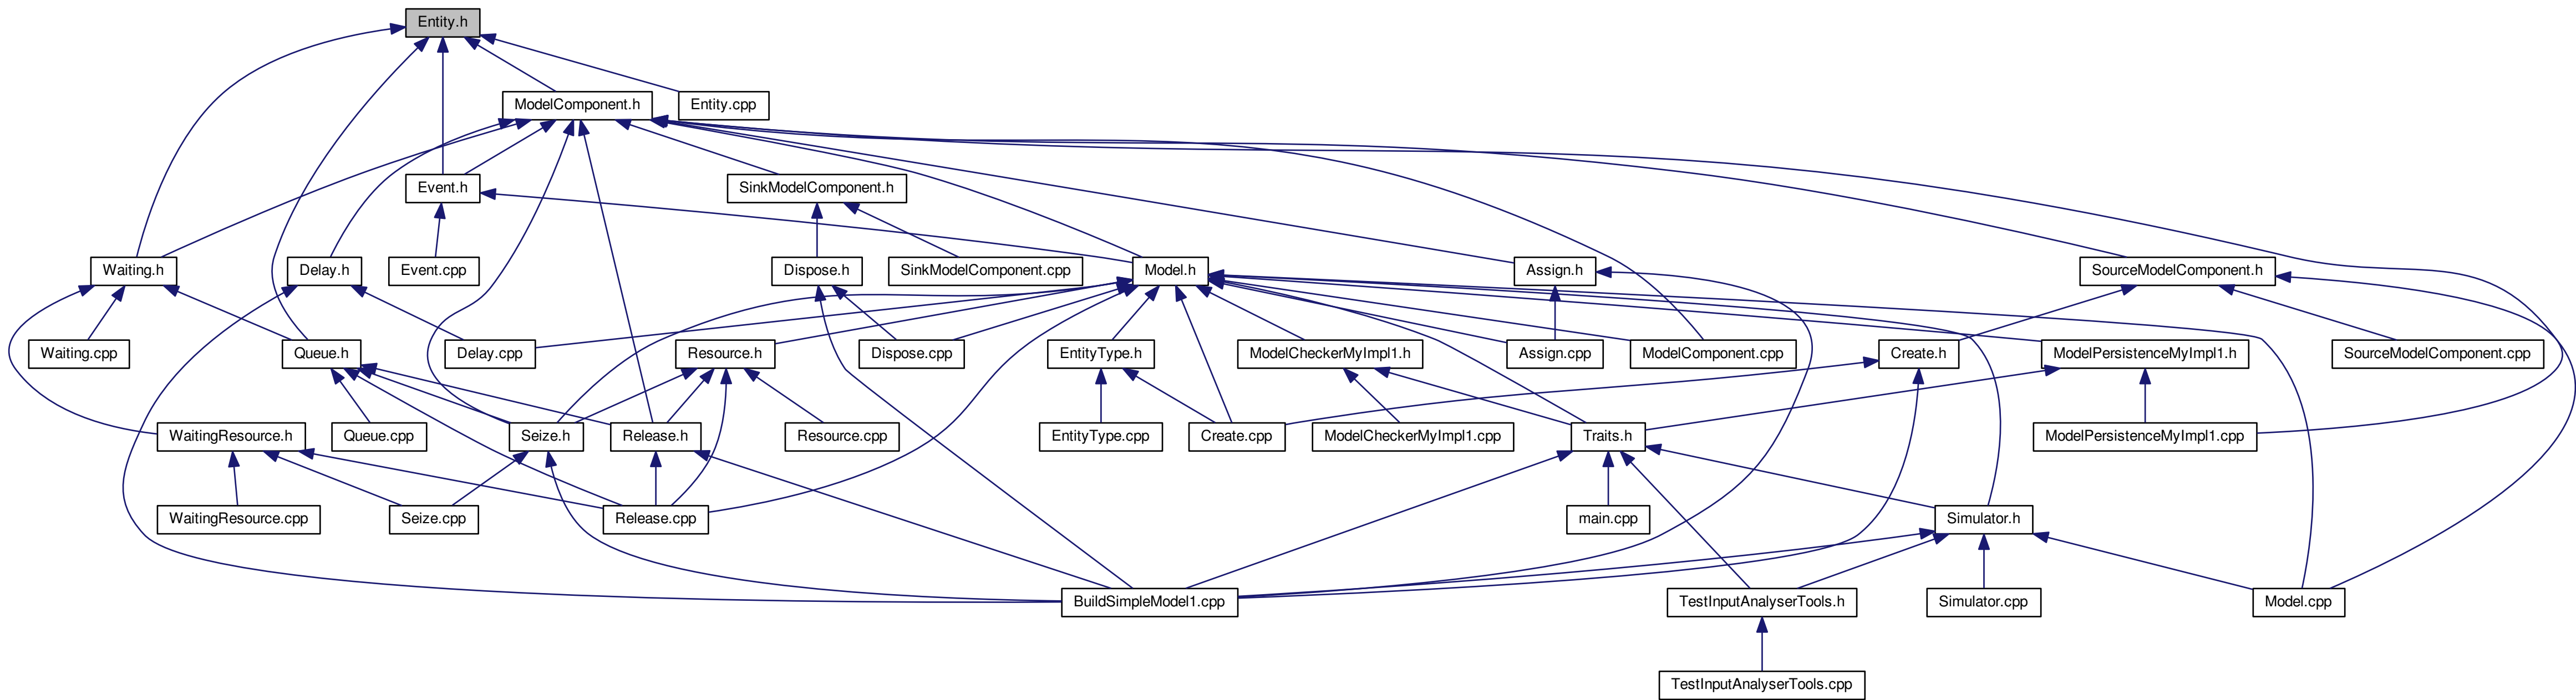 Entity.h
ModelComponent.h
Entity.cpp
Event.h
SinkModelComponent.h
Waiting.h
Delay.h
Event.cpp
Dispose.h
SinkModelComponent.cpp
Model.h
Assign.h
SourceModelComponent.h
Waiting.cpp
Queue.h
Delay.cpp
Resource.h
Dispose.cpp
EntityType.h
ModelCheckerMyImpl1.h
Assign.cpp
ModelComponent.cpp
Create.h
ModelPersistenceMyImpl1.h
SourceModelComponent.cpp
WaitingResource.h
Queue.cpp
Seize.h
Release.h
Resource.cpp
EntityType.cpp
Create.cpp
ModelCheckerMyImpl1.cpp
Traits.h
ModelPersistenceMyImpl1.cpp
WaitingResource.cpp
Seize.cpp
Release.cpp
main.cpp
Simulator.h
BuildSimpleModel1.cpp
TestInputAnalyserTools.h
Simulator.cpp
Model.cpp
TestInputAnalyserTools.cpp